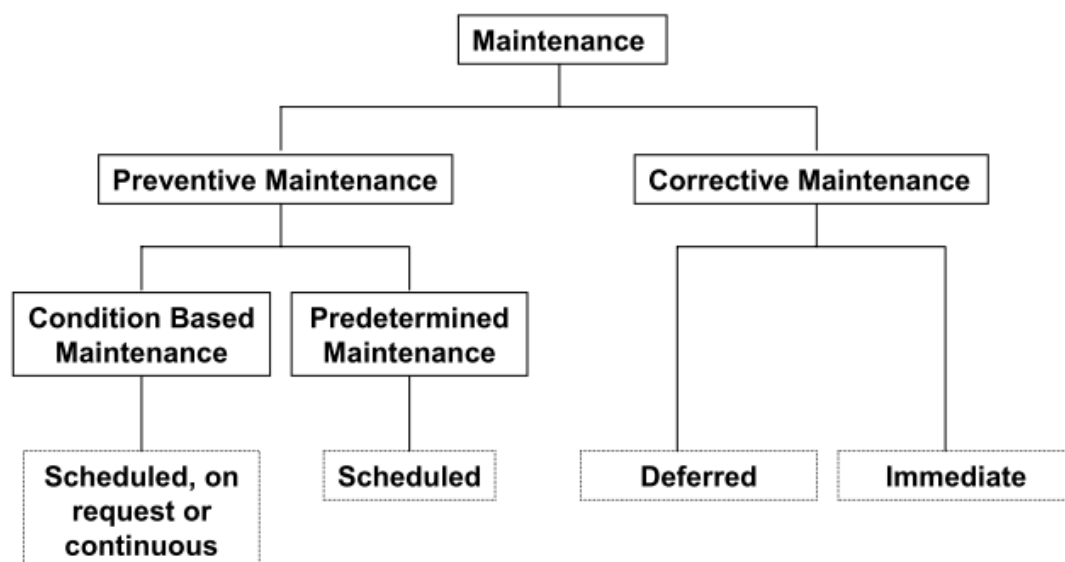 Maintenance
Preventive Maintenance
Corrective Maintenance
Condition Based
Maintenance
Predetermined
Maintenance
Scheduled, on
request or
continuous
Scheduled
Deferred
Immediate